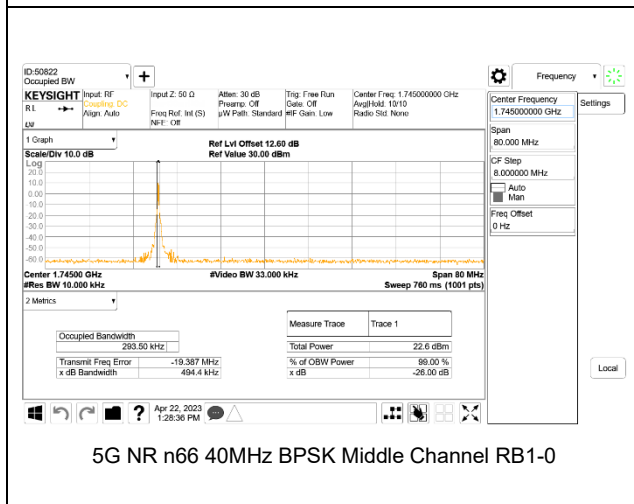 ID:50822
Occupied BW
+
Frequency
KEYSIGHT
RL
Input: RF
Coupling: DC
Align: Auto
Input Z: 50 Ω
Freq Ref: Int (S)
NFE: Off
Atten: 30 dB
Preamp: Off
µW Path: Standard
Trig: Free Run
Gate: Off
#IF Gain: Low
Center Freq: 1.745000000 GHz
Avg|Hold: 10/10
Radio Std: None
Center Frequency
1.745000000 GHz
Settings
Span
80.000 MHz
CF Step
8.000000 MHz
Auto
Man
Freq Offset
0 Hz
Local
1 Graph
Scale/Div 10.0 dB
Ref Lvl Offset 12.60 dB
Ref Value 30.00 dBm
Log
20.0
10.0
0.00
-10.0
-20.0
-30.0
-40.0
-50.0
-60.0
Center 1.74500 GHz
#Video BW 33.000 kHz
Span 80 MHz
#Res BW 10.000 kHz
Sweep 760 ms (1001 pts)
2 Metrics
Measure Trace
Trace 1
Occupied Bandwidth
293.50 kHz
Total Power
22.6 dBm
Transmit Freq Error
-19.387 MHz
% of OBW Power
99.00 %
x dB Bandwidth
494.4 kHz
x dB
-26.00 dB
?
Apr 22, 2023
1:28:36 PM
5G NR n66 40MHz BPSK Middle Channel RB1-0